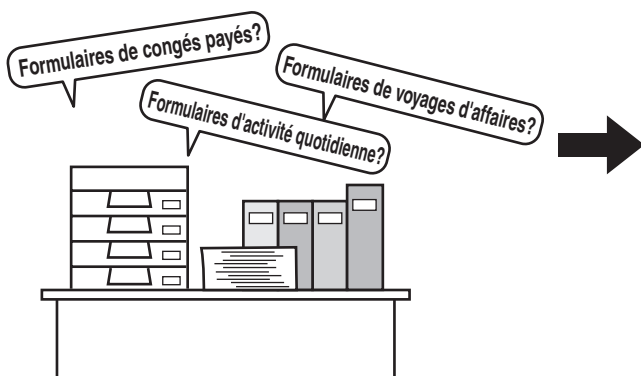 Formulaires de congés payés?
Formulaires de voyages d'affaires?
Formulaires d'activité quotidienne?